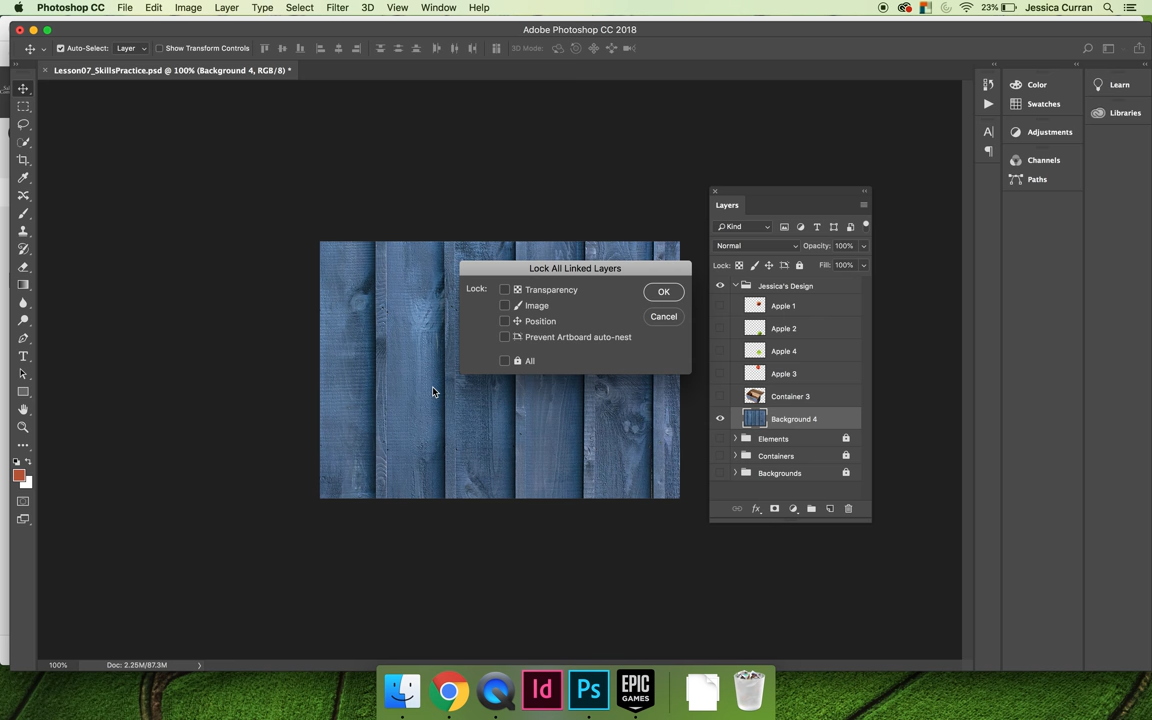 Photoshop CC File Edit Image Layer Type Select Filter 3D View Window Help 23% Jessica Curran
Adobe Photoshop CC 2018
Auto-Select: Layer Show Transform Controls 3D Mode:
Lesson07_SkillsPractice.psd @ 100% (Background 4, RGB/8) *
Color
Swatches
Adjustments
Channels
Paths
Learn
Libraries
Layers
Kind
Normal Opacity: 100%
Lock: Fill: 100%
Jessica's Design
Apple 1
Apple 2
Apple 4
Apple 3
Container 3
Background 4
Elements
Containers
Backgrounds
Lock All Linked Layers
Lock: Transparency
Image
Position
Prevent Artboard auto-nest
All
OK
Cancel
100% Doc: 2.25M/87.3M
Id
Ps
EPIC
GAMES